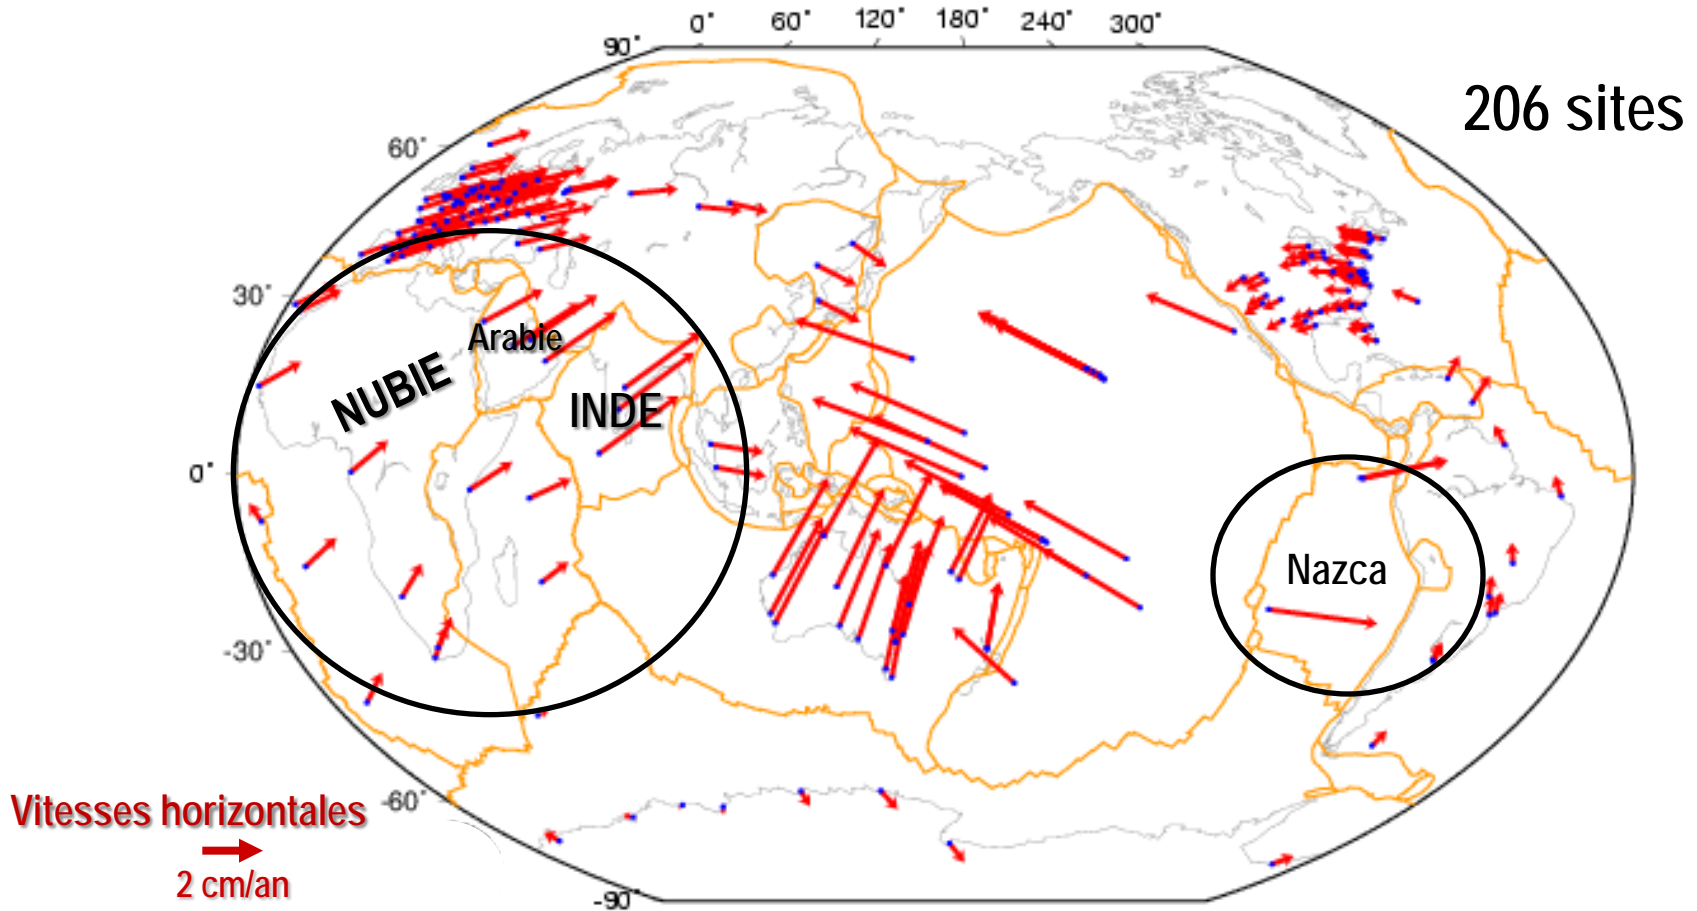 0° 60° 120° 180° 240° 300°
90°
206 sites
60°
30°
Arabie
NUBIE
INDE
0°
Nazca
-30°
-60°
Vitesses horizontales
2 cm/an
-90°